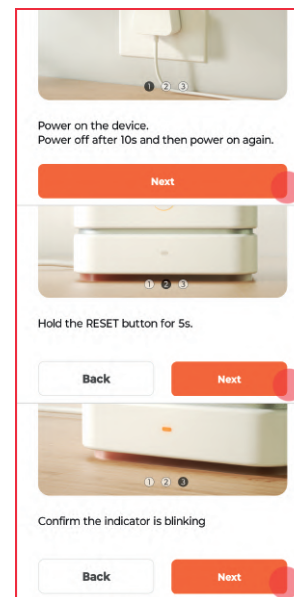 1 2 3
Power on the device.
Power off after 10s and then power on again.
Next
1 2 3
Hold the RESET button for 5s.
Back Next
1 2 3
Confirm the indicator is blinking
Back Next